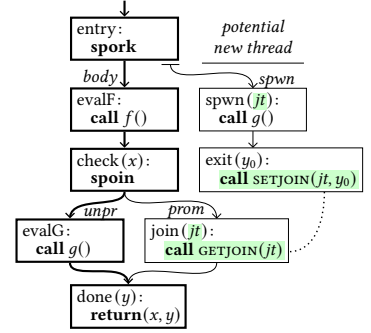 entry:
spork
potential
new thread
body
spwn
evalF:
call f()
spwn(jt):
call g()
check(x):
spoin
exit(y₀):
call SETJOIN(jt, y₀)
unpr
prom
evalG:
call g()
join(jt):
call GETJOIN(jt)
done(y):
return(x, y)